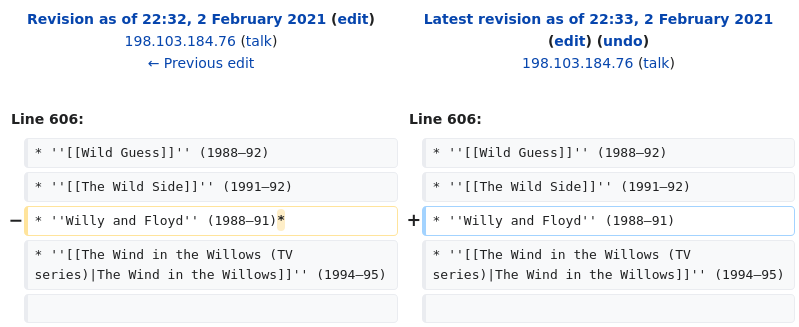 Revision as of 22:32, 2 February 2021 (edit)
198.103.184.76 (talk)
← Previous edit
Latest revision as of 22:33, 2 February 2021
(edit) (undo)
198.103.184.76 (talk)
Line 606:
Line 606:
* ''[[Wild Guess]]'' (1988–92)
* ''[[Wild Guess]]'' (1988–92)
* ''[[The Wild Side]]'' (1991–92)
* ''[[The Wild Side]]'' (1991–92)
− * ''Willy and Floyd'' (1988–91)*
+ * ''Willy and Floyd'' (1988–91)
* ''[[The Wind in the Willows (TV
series)|The Wind in the Willows]]'' (1994–95)
* ''[[The Wind in the Willows (TV
series)|The Wind in the Willows]]'' (1994–95)